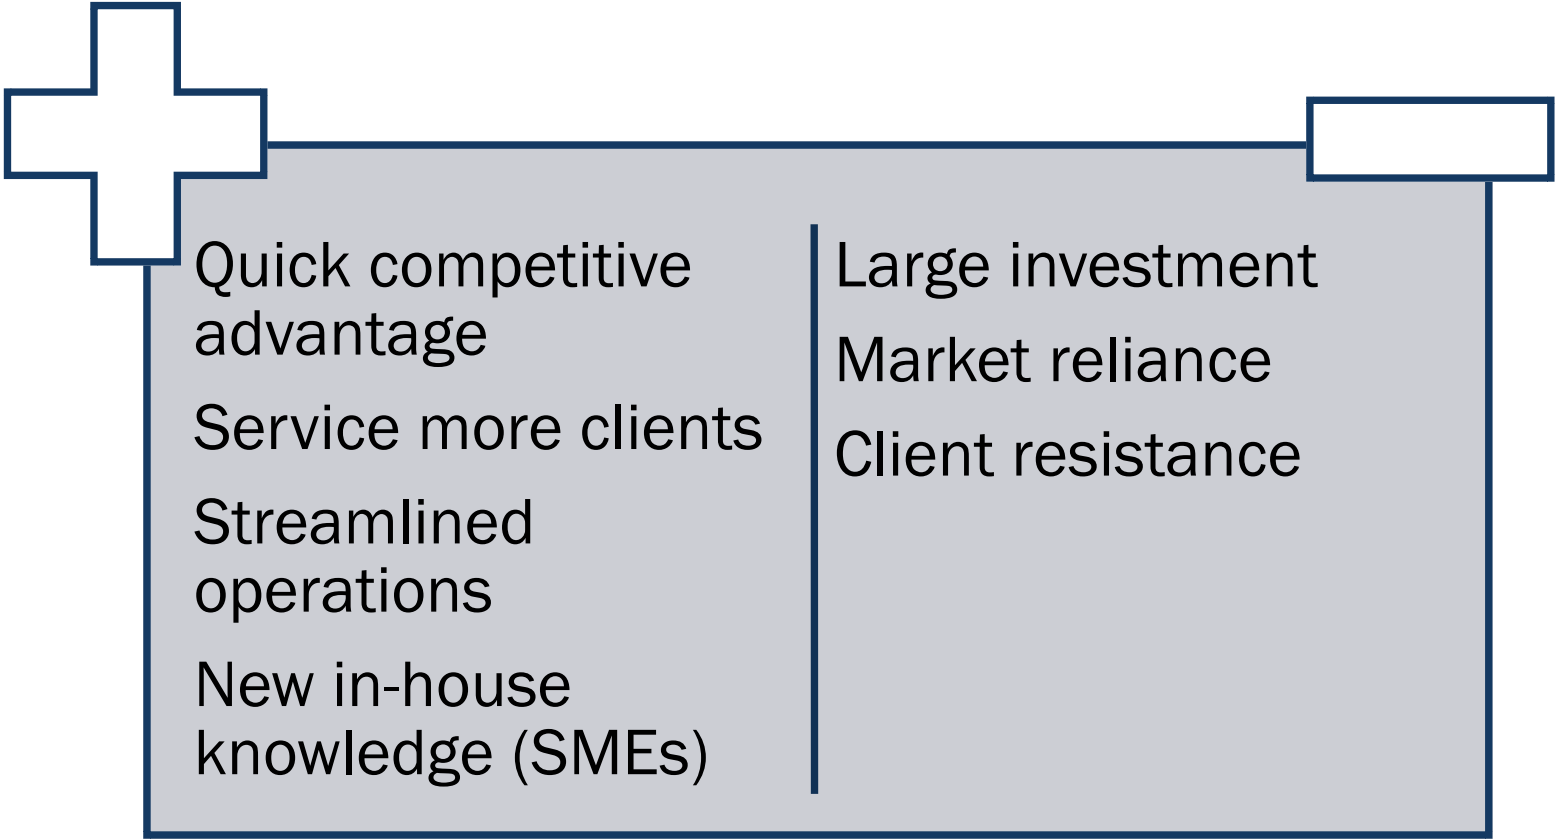 Quick competitive
advantage
Service more clients
Streamlined
operations
New in-house
knowledge (SMEs)
Large investment
Market reliance
Client resistance